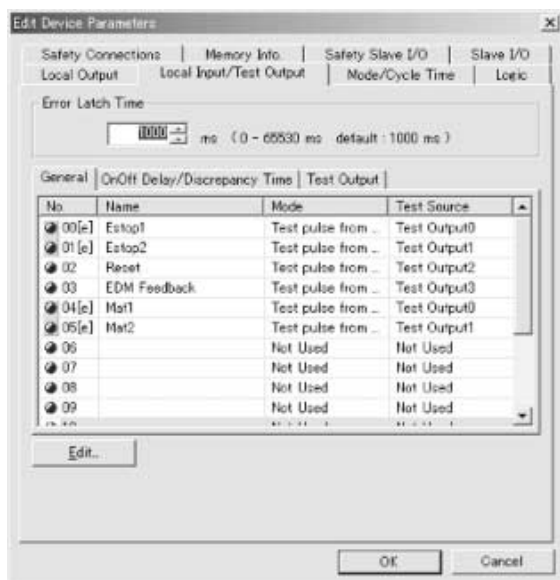 Edit Device Parameters
Safety Connections Memory Info. Safety Slave I/O Slave I/O
Local Output Local Input/Test Output Mode/Cycle Time Logic
Error Latch Time
1000 ms ( 0 - 65530 ms default : 1000 ms )
General OnOff Delay/Discrepancy Time Test Output
No. Name Mode Test Source
00[e] Estop1 Test pulse from ... Test Output0
01[e] Estop2 Test pulse from ... Test Output1
02 Reset Test pulse from ... Test Output2
03 EDM Feedback Test pulse from ... Test Output3
04[e] Mat1 Test pulse from ... Test Output0
05[e] Mat2 Test pulse from ... Test Output1
06 Not Used Not Used
07 Not Used Not Used
08 Not Used Not Used
09 Not Used Not Used
Edit...
OK Cancel